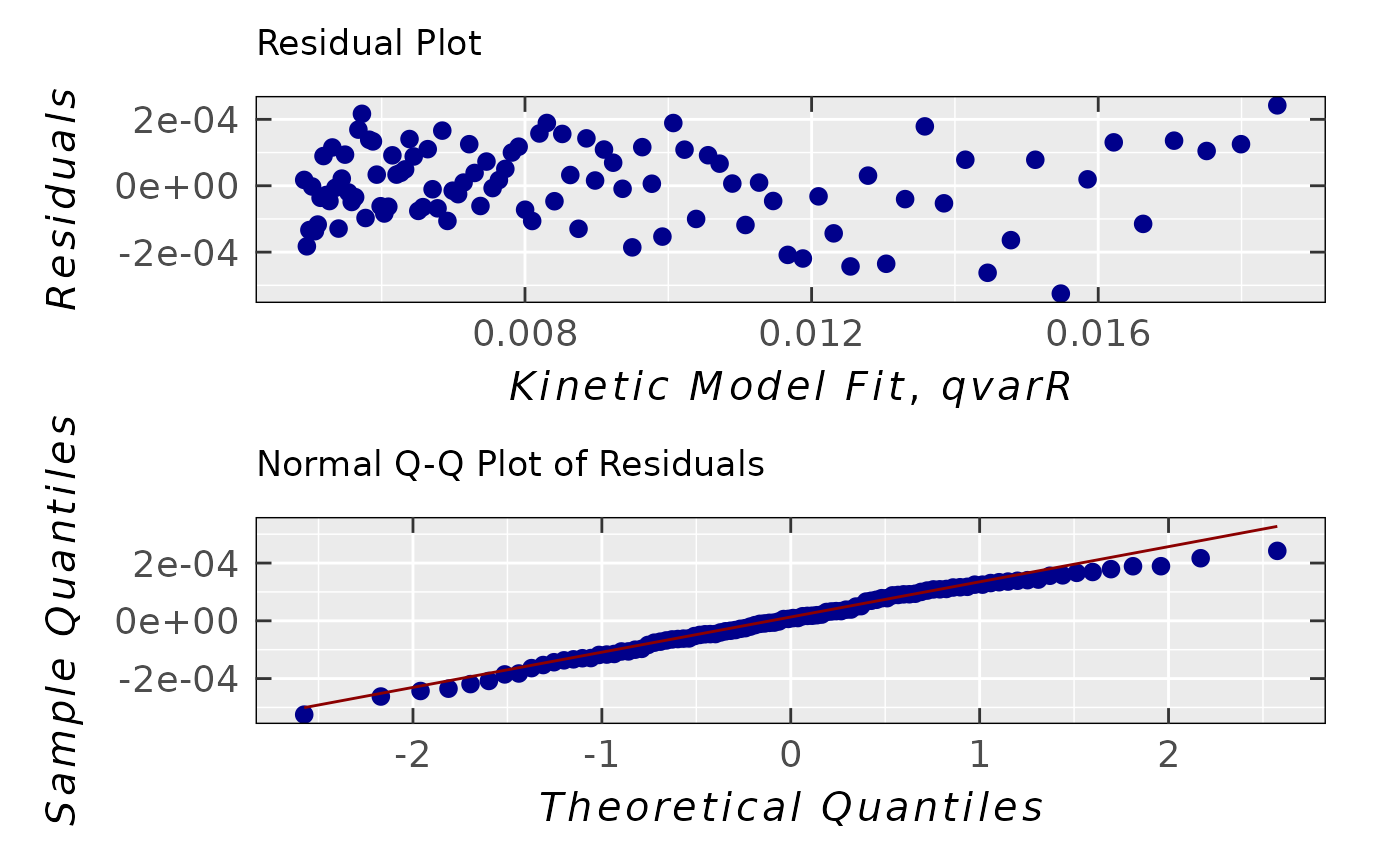 Residual Plot
Residuals
2e-04
0e+00
-2e-04
0.008 0.012 0.016
Kinetic Model Fit, qvarR
Normal Q-Q Plot of Residuals
Sample Quantiles
2e-04
0e+00
-2e-04
-2 -1 0 1 2
Theoretical Quantiles